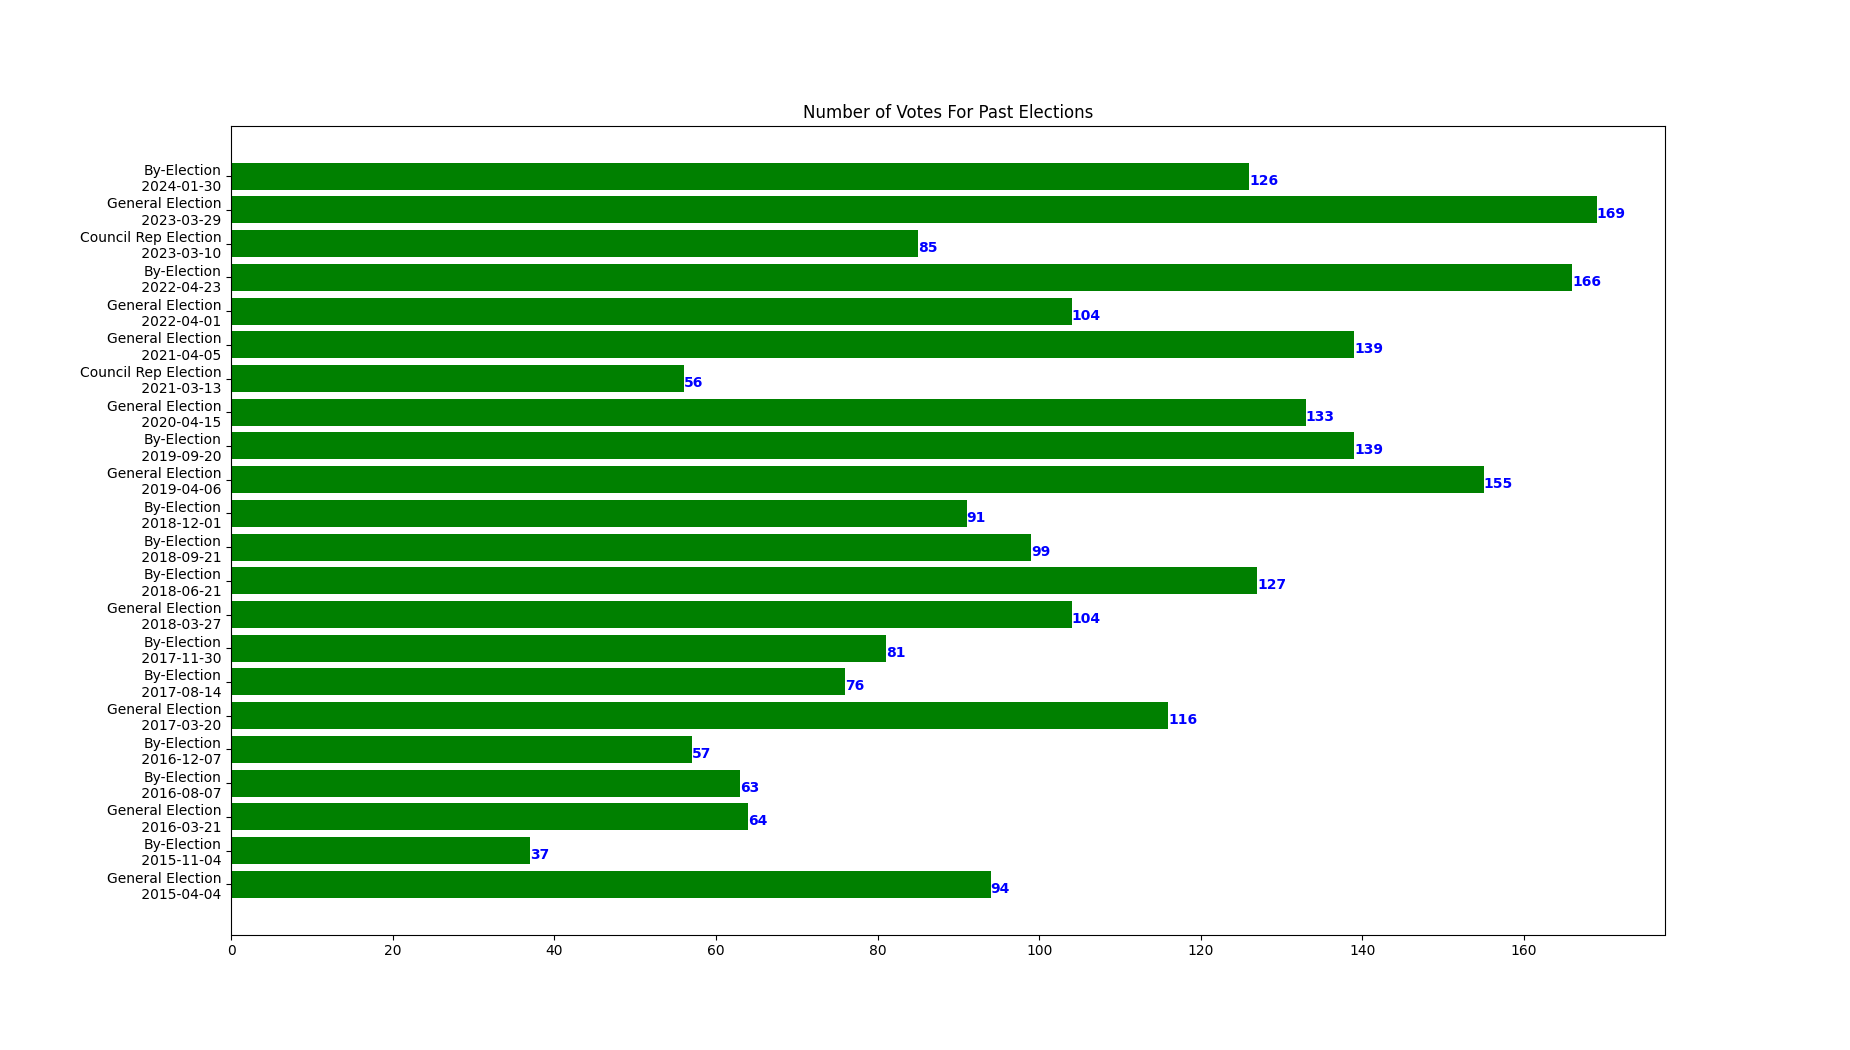 Number of Votes For Past Elections
By-Election
2024-01-30
126
General Election
2023-03-29
169
Council Rep Election
2023-03-10
85
By-Election
2022-04-23
166
General Election
2022-04-01
104
General Election
2021-04-05
139
Council Rep Election
2021-03-13
56
General Election
2020-04-15
133
By-Election
2019-09-20
139
General Election
2019-04-06
155
By-Election
2018-12-01
91
By-Election
2018-09-21
99
By-Election
2018-06-21
127
General Election
2018-03-27
104
By-Election
2017-11-30
81
By-Election
2017-08-14
76
General Election
2017-03-20
116
By-Election
2016-12-07
57
By-Election
2016-08-07
63
General Election
2016-03-21
64
By-Election
2015-11-04
37
General Election
2015-04-04
94
0 20 40 60 80 100 120 140 160